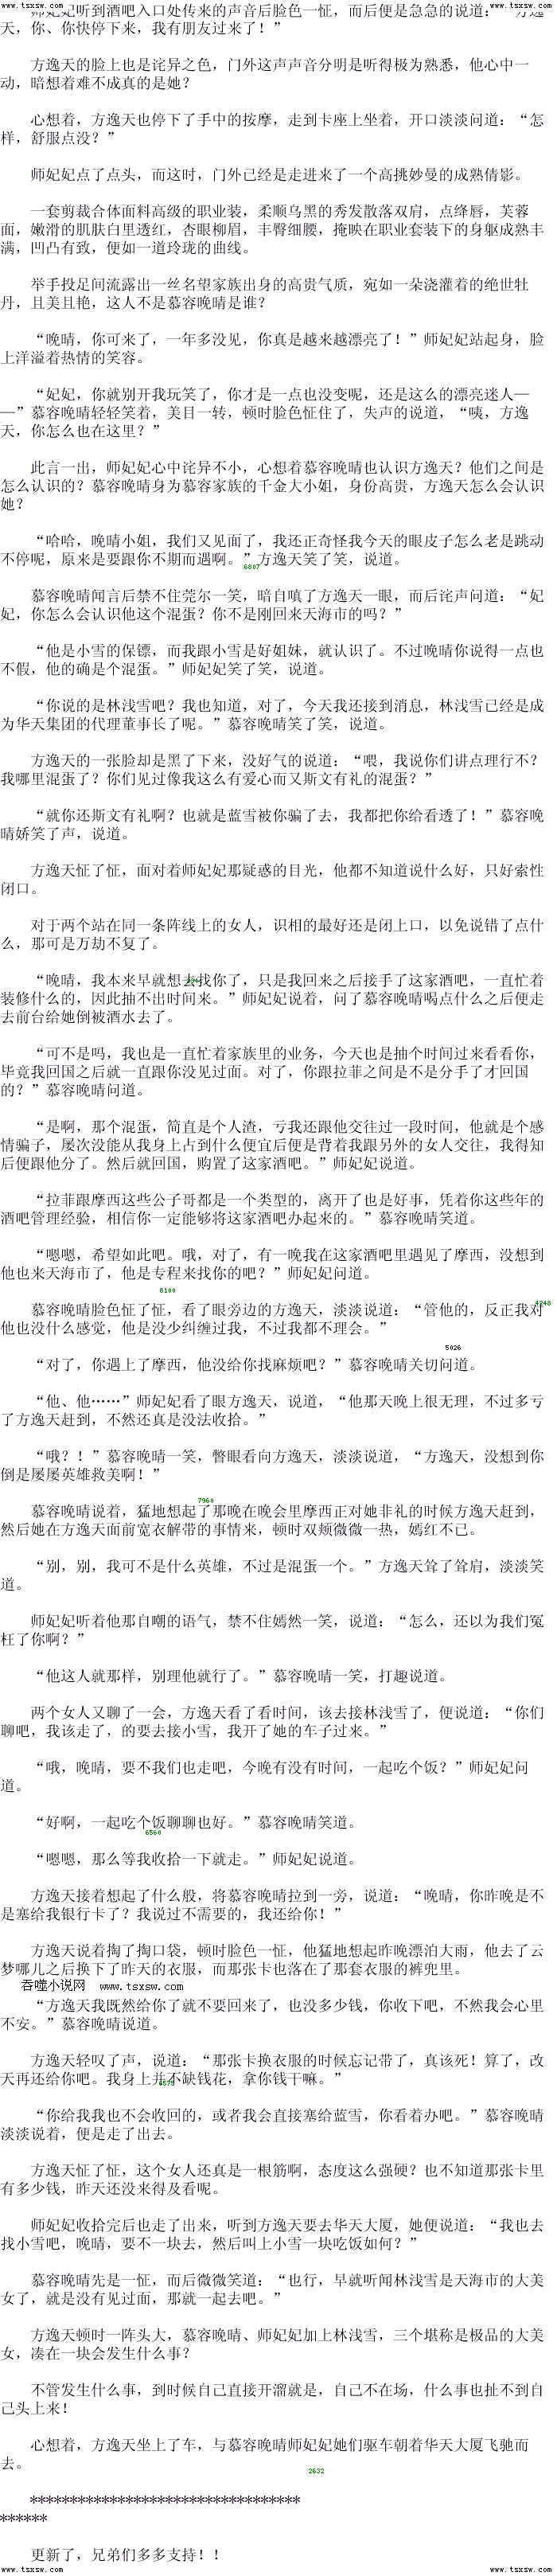 www.tsxsw.com www.tsxsw.com
师妃妃听到酒吧入口处传来的声音后脸色一怔，而后便是急急的说道：“方逸
天，你、你快停下来，我有朋友过来了！”
方逸天的脸上也是诧异之色，门外这声声音分明是听得极为熟悉，他心中一
动，暗想着难不成真的是她？
心想着，方逸天也停下了手中的按摩，走到卡座上坐着，开口淡淡问道：“怎
样，舒服点没？”
师妃妃点了点头，而这时，门外已经是走进来了一个高挑妙曼的成熟倩影。
一套剪裁合体面料高级的职业装，柔顺乌黑的秀发散落双肩，点绛唇，芙蓉
面，嫩滑的肌肤白里透红，杏眼柳眉，丰臀细腰，掩映在职业套装下的身躯成熟丰
满，凹凸有致，便如一道玲珑的曲线。
举手投足间流露出一丝名望家族出身的高贵气质，宛如一朵浇灌着的绝世牡
丹，且美且艳，这人不是慕容晚晴是谁？
“晚晴，你可来了，一年多没见，你真是越来越漂亮了！”师妃妃站起身，脸
上洋溢着热情的笑容。
“妃妃，你就别开我玩笑了，你才是一点也没变呢，还是这么的漂亮迷人—
—”慕容晚晴轻轻笑着，美目一转，顿时脸色怔住了，失声的说道，“咦，方逸
天，你怎么也在这里？”
此言一出，师妃妃心中诧异不小，心想着慕容晚晴也认识方逸天？他们之间是
怎么认识的？慕容晚晴身为慕容家族的千金大小姐，身份高贵，方逸天怎么会认识
她？
“哈哈，晚晴小姐，我们又见面了，我还正奇怪我今天的眼皮子怎么老是跳动
不停呢，原来是要跟你不期而遇啊。”方逸天笑了笑，说道。
6807
慕容晚晴闻言后禁不住莞尔一笑，暗自嗔了方逸天一眼，而后诧声问道：“妃
妃，你怎么会认识他这个混蛋？你不是刚回来天海市的吗？”
“他是小雪的保镖，而我跟小雪是好姐妹，就认识了。不过晚晴你说得一点也
不假，他的确是个混蛋。”师妃妃笑了笑，说道。
“你说的是林浅雪吧？我也知道，对了，今天我还接到消息，林浅雪已经是成
为华天集团的代理董事长了呢。”慕容晚晴笑了笑，说道。
方逸天的一张脸却是黑了下来，没好气的说道：“喂，我说你们讲点理行不？
我哪里混蛋了？你们见过像我这么有爱心而又斯文有礼的混蛋？”
“就你还斯文有礼啊？也就是蓝雪被你骗了去，我都把你给看透了！”慕容晚
晴娇笑了声，说道。
方逸天怔了怔，面对着师妃妃那疑惑的目光，他都不知道说什么好，只好索性
闭口。
对于两个站在同一条阵线上的女人，识相的最好还是闭上口，以免说错了点什
么，那可是万劫不复了。
“晚晴，我本来早就想去找你了，只是我回来之后接手了这家酒吧，一直忙着
装修什么的，因此抽不出时间来。”师妃妃说着，问了慕容晚晴喝点什么之后便走
去前台给她倒被酒水去了。
“可不是吗，我也是一直忙着家族里的业务，今天也是抽个时间过来看看你，
毕竟我回国之后就一直跟你没见过面。对了，你跟拉菲之间是不是分手了才回国
的？”慕容晚晴问道。
“是啊，那个混蛋，简直是个人渣，亏我还跟他交往过一段时间，他就是个感
情骗子，屡次没能从我身上占到什么便宜后便是背着我跟另外的女人交往，我得知
后便跟他分了。然后就回国，购置了这家酒吧。”师妃妃说道。
“拉菲跟摩西这些公子哥都是一个类型的，离开了也是好事，凭着你这些年的
酒吧管理经验，相信你一定能够将这家酒吧办起来的。”慕容晚晴笑道。
“嗯嗯，希望如此吧。哦，对了，有一晚我在这家酒吧里遇见了摩西，没想到
他也来天海市了，他是专程来找你的吧？”师妃妃问道。
8100
4248
慕容晚晴脸色怔了怔，看了眼旁边的方逸天，淡淡说道：“管他的，反正我对
他也没什么感觉，他是没少纠缠过我，不过我都不理会。”
5026
“对了，你遇上了摩西，他没给你找麻烦吧？”慕容晚晴关切问道。
“他、他……”师妃妃看了眼方逸天，说道，“他那天晚上很无理，不过多亏
了方逸天赶到，不然还真是没法收拾。”
“哦？！”慕容晚晴一笑，瞥眼看向方逸天，淡淡说道，“方逸天，没想到你
倒是屡屡英雄救美啊！”
7960
慕容晚晴说着，猛地想起了那晚在晚会里摩西正对她非礼的时候方逸天赶到，
然后她在方逸天面前宽衣解带的事情来，顿时双颊微微一热，嫣红不已。
“别，别，我可不是什么英雄，不过是混蛋一个。”方逸天耸了耸肩，淡淡笑
道。
师妃妃听着他那自嘲的语气，禁不住嫣然一笑，说道：“怎么，还以为我们冤
枉了你啊？”
“他这人就那样，别理他就行了。”慕容晚晴一笑，打趣说道。
两个女人又聊了一会，方逸天看了看时间，该去接林浅雪了，便说道：“你们
聊吧，我该走了，的要去接小雪，我开了她的车子过来。”
“哦，晚晴，要不我们也走吧，今晚有没有时间，一起吃个饭？”师妃妃问
道。
“好啊，一起吃个饭聊聊也好。”慕容晚晴笑道。
6560
“嗯嗯，那么等我收拾一下就走。”师妃妃说道。
方逸天接着想起了什么般，将慕容晚晴拉到一旁，说道：“晚晴，你昨晚是不
是塞给我银行卡了？我说过不需要的，我还给你！”
方逸天说着掏了掏口袋，顿时脸色一怔，他猛地想起昨晚漂泊大雨，他去了云
梦哪儿之后换下了昨天的衣服，而那张卡也落在了那套衣服的裤兜里。
吞噬小说网 www.tsxsw.com
“方逸天我既然给你了就不要回来了，也没多少钱，你收下吧，不然我会心里
不安。”慕容晚晴说道。
方逸天轻叹了声，说道：“那张卡换衣服的时候忘记带了，真该死！算了，改
天再还给你吧。我身上并不缺钱花，拿你钱干嘛。”
“你给我我也不会收回的，或者我会直接塞给蓝雪，你看着办吧。”慕容晚晴
淡淡说着，便是走了出去。
方逸天怔了怔，这个女人还真是一根筋啊，态度这么强硬？也不知道那张卡里
有多少钱，昨天还没来得及看呢。
师妃妃收拾完后也走了出来，听到方逸天要去华天大厦，她便说道：“我也去
找小雪吧，晚晴，要不一块去，然后叫上小雪一块吃饭如何？”
慕容晚晴先是一怔，而后微微笑道：“也行，早就听闻林浅雪是天海市的大美
女了，就是没有见过面，那就一起去吧。”
方逸天顿时一阵头大，慕容晚晴、师妃妃加上林浅雪，三个堪称是极品的大美
女，凑在一块会发生什么事？
不管发生什么事，到时候自己直接开溜就是，自己不在场，什么事也扯不到自
己头上来！
心想着，方逸天坐上了车，与慕容晚晴师妃妃她们驱车朝着华天大厦飞驰而
去。
2632
**********************************
******
更新了，兄弟们多多支持！！
www.tsxsw.com www.tsxsw.com